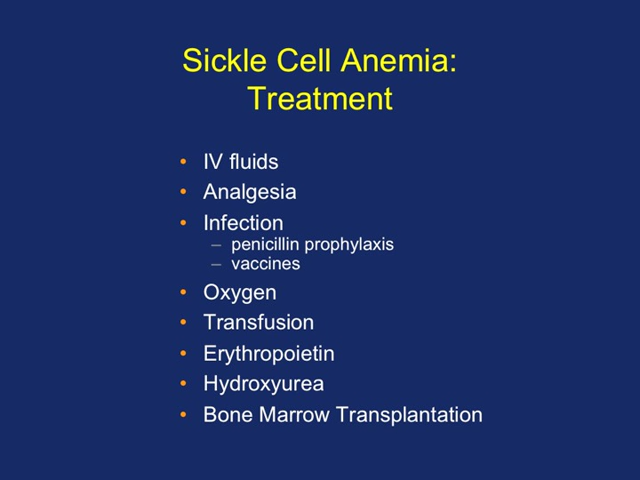 Sickle Cell Anemia:
Treatment
• IV fluids
• Analgesia
• Infection
– penicillin prophylaxis
– vaccines
• Oxygen
• Transfusion
• Erythropoietin
• Hydroxyurea
• Bone Marrow Transplantation